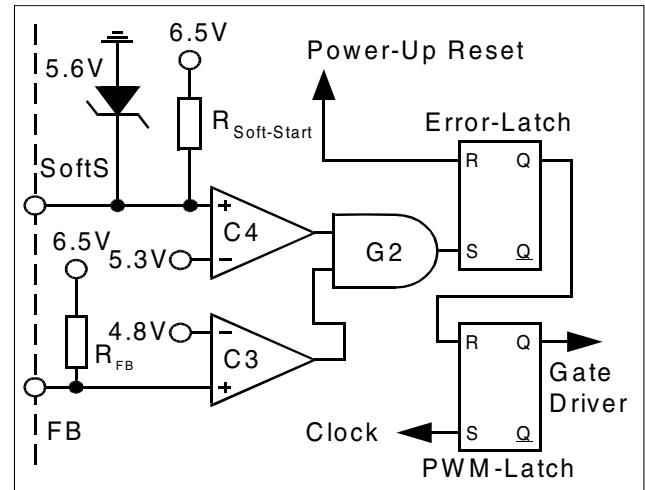 6.5V
5.6V
Power-Up Reset
R Soft-Start
Error-Latch
SoftS
R Q
C4
+
-
G2
5.3V
S Q
6.5V
4.8V
R FB
C3
-
+
R Q
Gate
Driver
FB
Clock
S Q
PWM-Latch